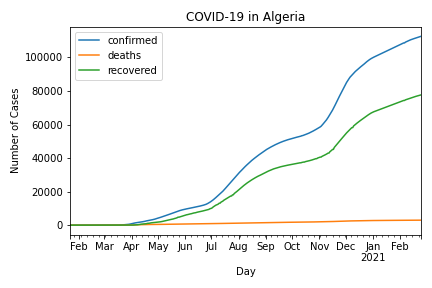 COVID-19 in Algeria
confirmed
deaths
recovered
Number of Cases
100000
80000
60000
40000
20000
0
Feb Mar Apr May Jun Jul Aug Sep Oct Nov Dec Jan Feb
2021
Day